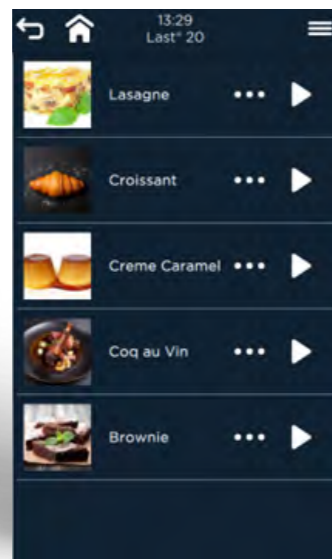 13:29
Last° 20
Lasagne
Croissant
Creme Caramel
Coq au Vin
Brownie